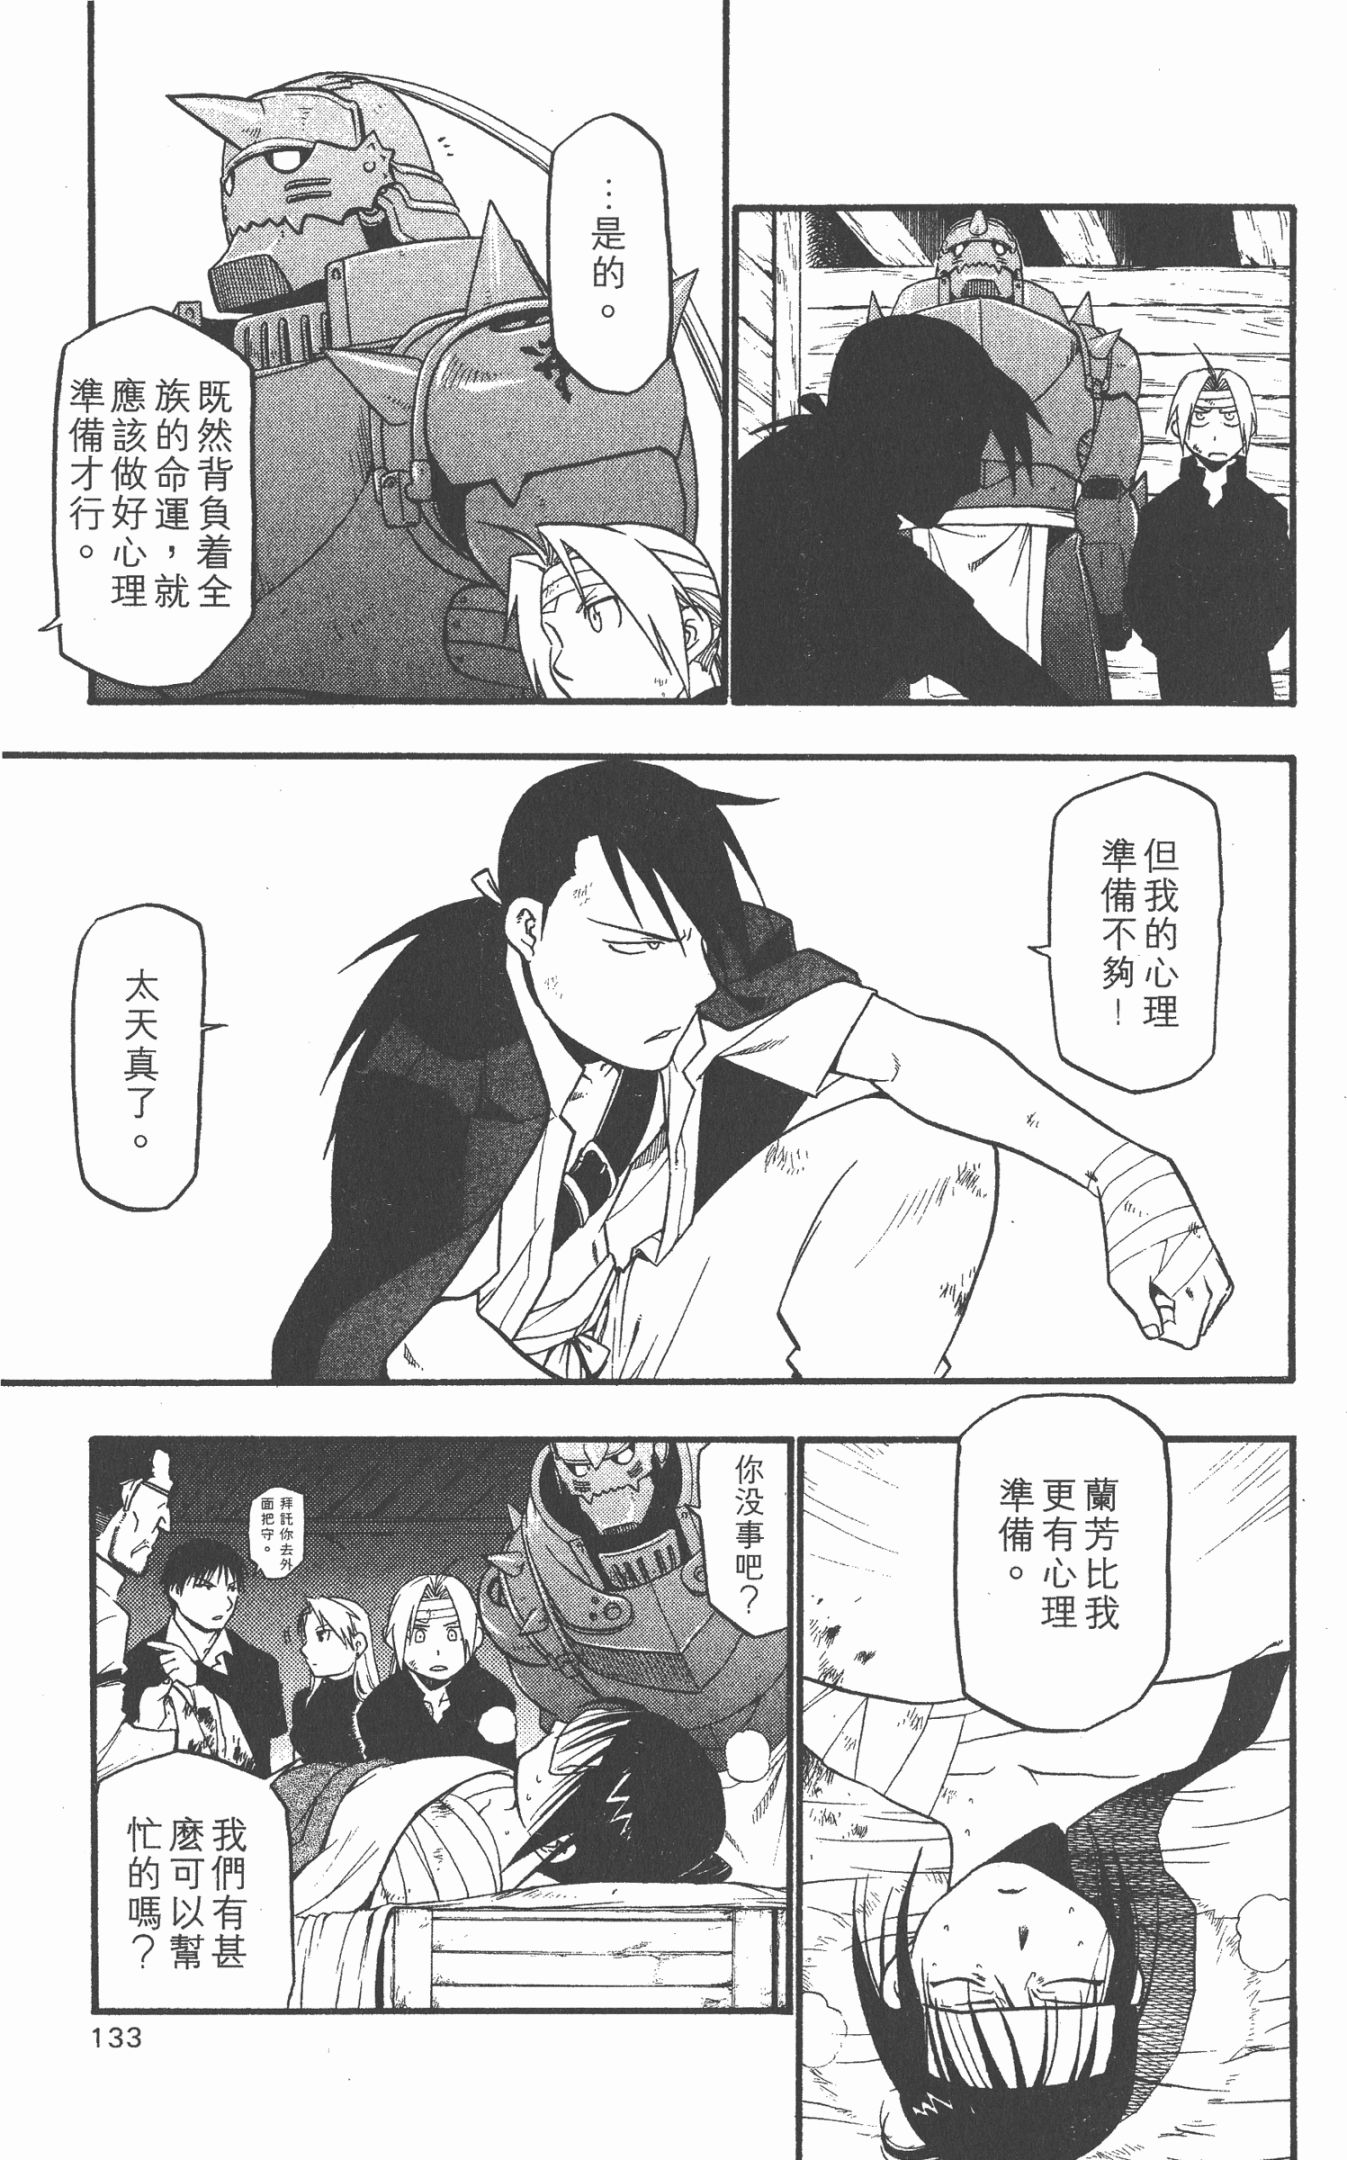 …是的。
既然背負着全
族的命運，就
應該做好心理
準備才行。
但我的心理
準備不夠！
太天真了。
蘭芳比我
更有心理
準備。
你没事吧？
拜託你去外
面把守。
我們有甚
麽可以幫
忙的嗎？
133